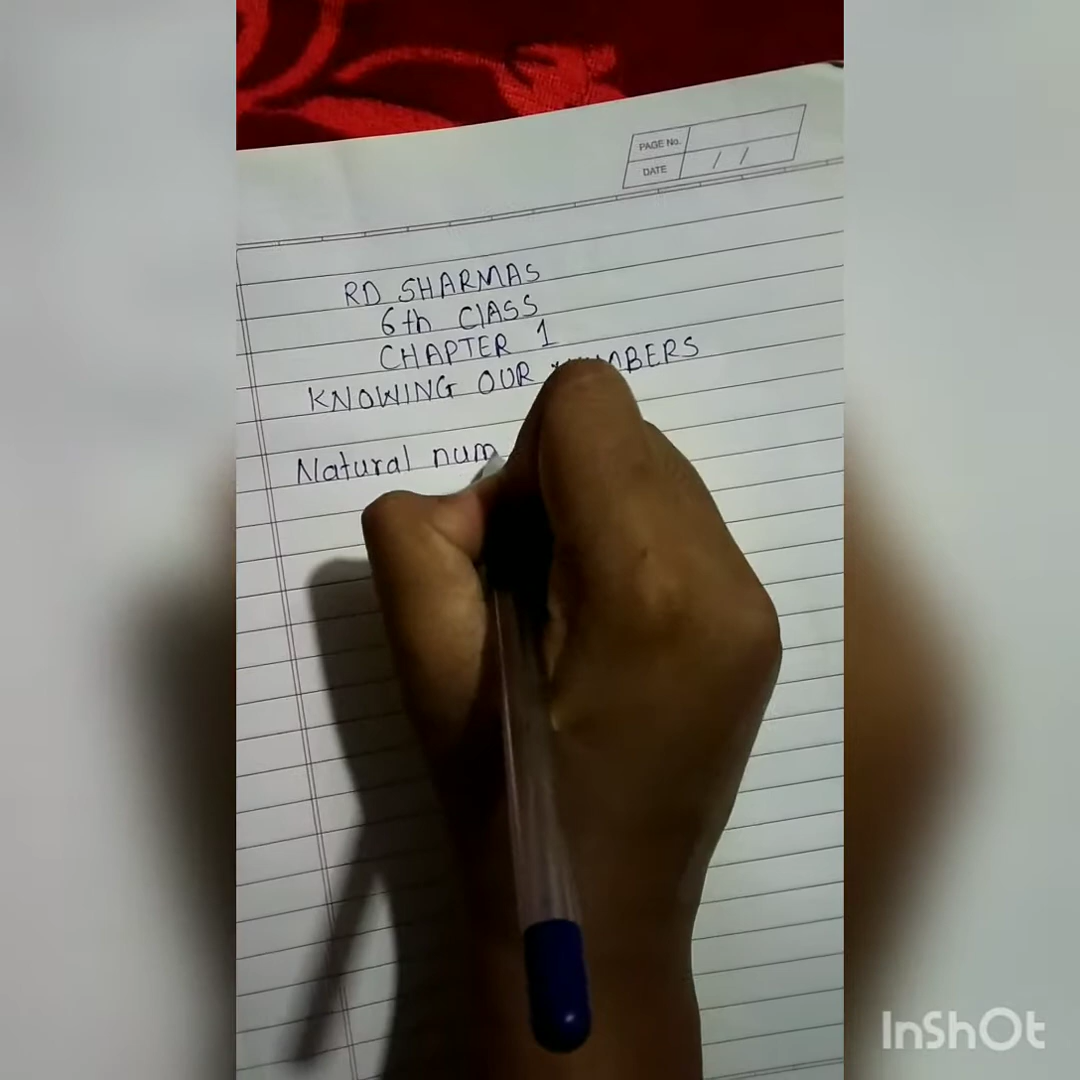 PAGE No.
DATE / /
RD SHARMAS
6th ClASS
CHAPTER 1
KNOWING OUR
Natural num
InShOt